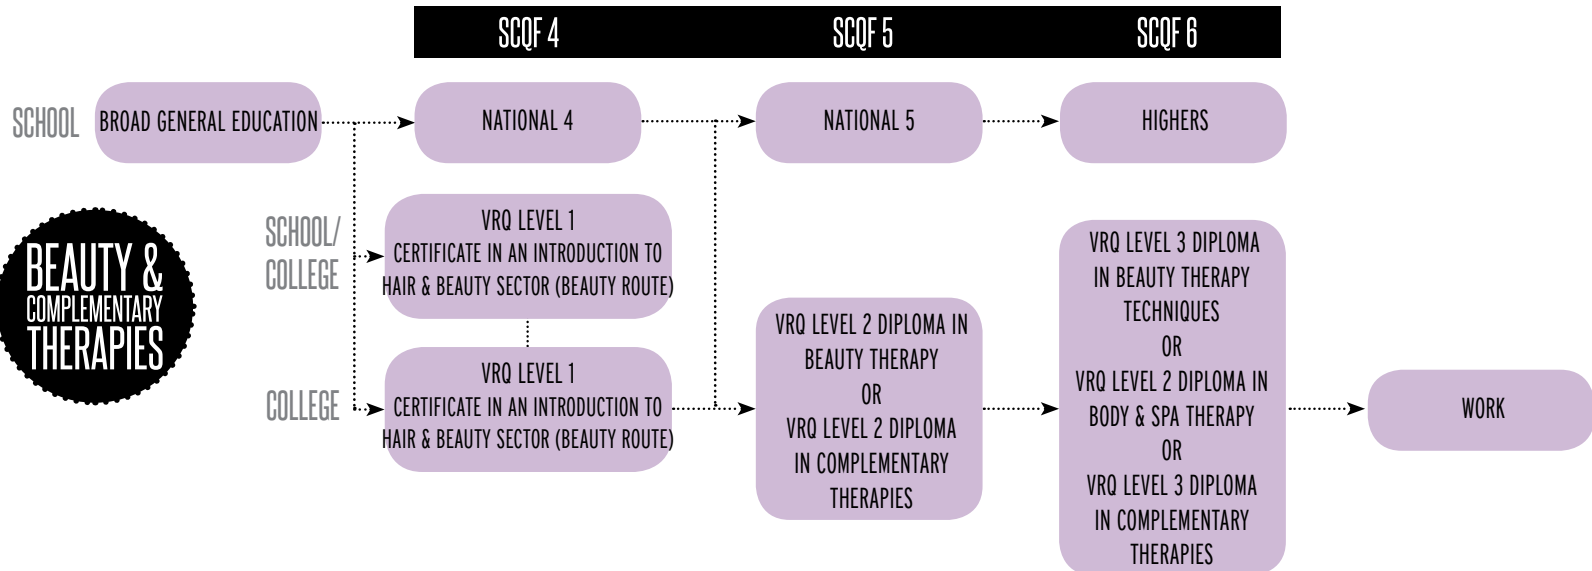 SCQF 4
SCQF 5
SCQF 6
SCHOOL
BROAD GENERAL EDUCATION
NATIONAL 4
NATIONAL 5
HIGHERS
BEAUTY &
COMPLEMENTARY
THERAPIES
SCHOOL/
COLLEGE
VRQ LEVEL 1
CERTIFICATE IN AN INTRODUCTION TO
HAIR & BEAUTY SECTOR (BEAUTY ROUTE)
COLLEGE
VRQ LEVEL 1
CERTIFICATE IN AN INTRODUCTION TO
HAIR & BEAUTY SECTOR (BEAUTY ROUTE)
VRQ LEVEL 2 DIPLOMA IN
BEAUTY THERAPY
OR
VRQ LEVEL 2 DIPLOMA
IN COMPLEMENTARY
THERAPIES
VRQ LEVEL 3 DIPLOMA
IN BEAUTY THERAPY
TECHNIQUES
OR
VRQ LEVEL 2 DIPLOMA IN
BODY & SPA THERAPY
OR
VRQ LEVEL 3 DIPLOMA
IN COMPLEMENTARY
THERAPIES
WORK